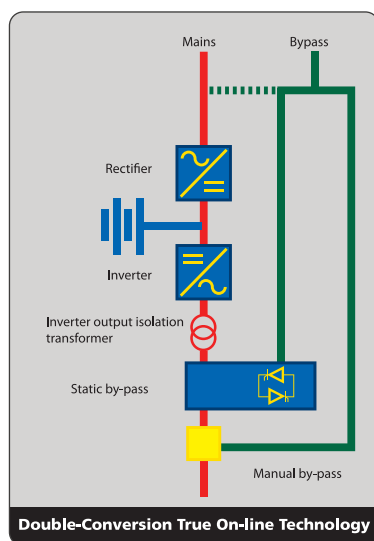 Mains
Bypass
Rectifier
Inverter
Inverter output isolation
transformer
Static by-pass
Manual by-pass
Double-Conversion True On-line Technology